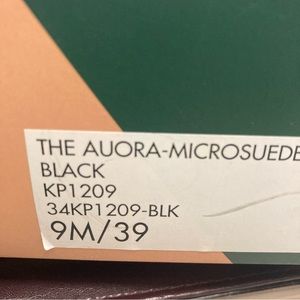 THE AUORA-MICROSUEDE
BLACK
KP1209
34KP1209-BLK
9M/39